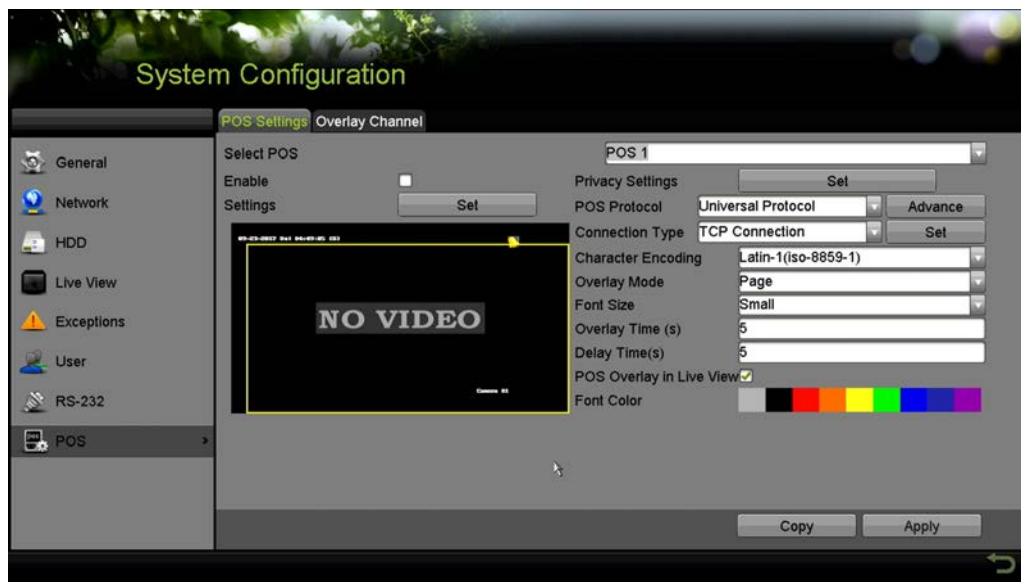 System Configuration
POS Settings
Overlay Channel
General
Network
HDD
Live View
Exceptions
User
RS-232
POS
Select POS
POS 1
Enable
Privacy Settings
Set
Settings
Set
POS Protocol
Universal Protocol
Advance
Connection Type
TCP Connection
Set
Character Encoding
Latin-1(iso-8859-1)
Overlay Mode
Page
Font Size
Small
Overlay Time (s)
5
Delay Time(s)
5
POS Overlay in Live View
Font Color
NO VIDEO
Camera 01
Copy
Apply